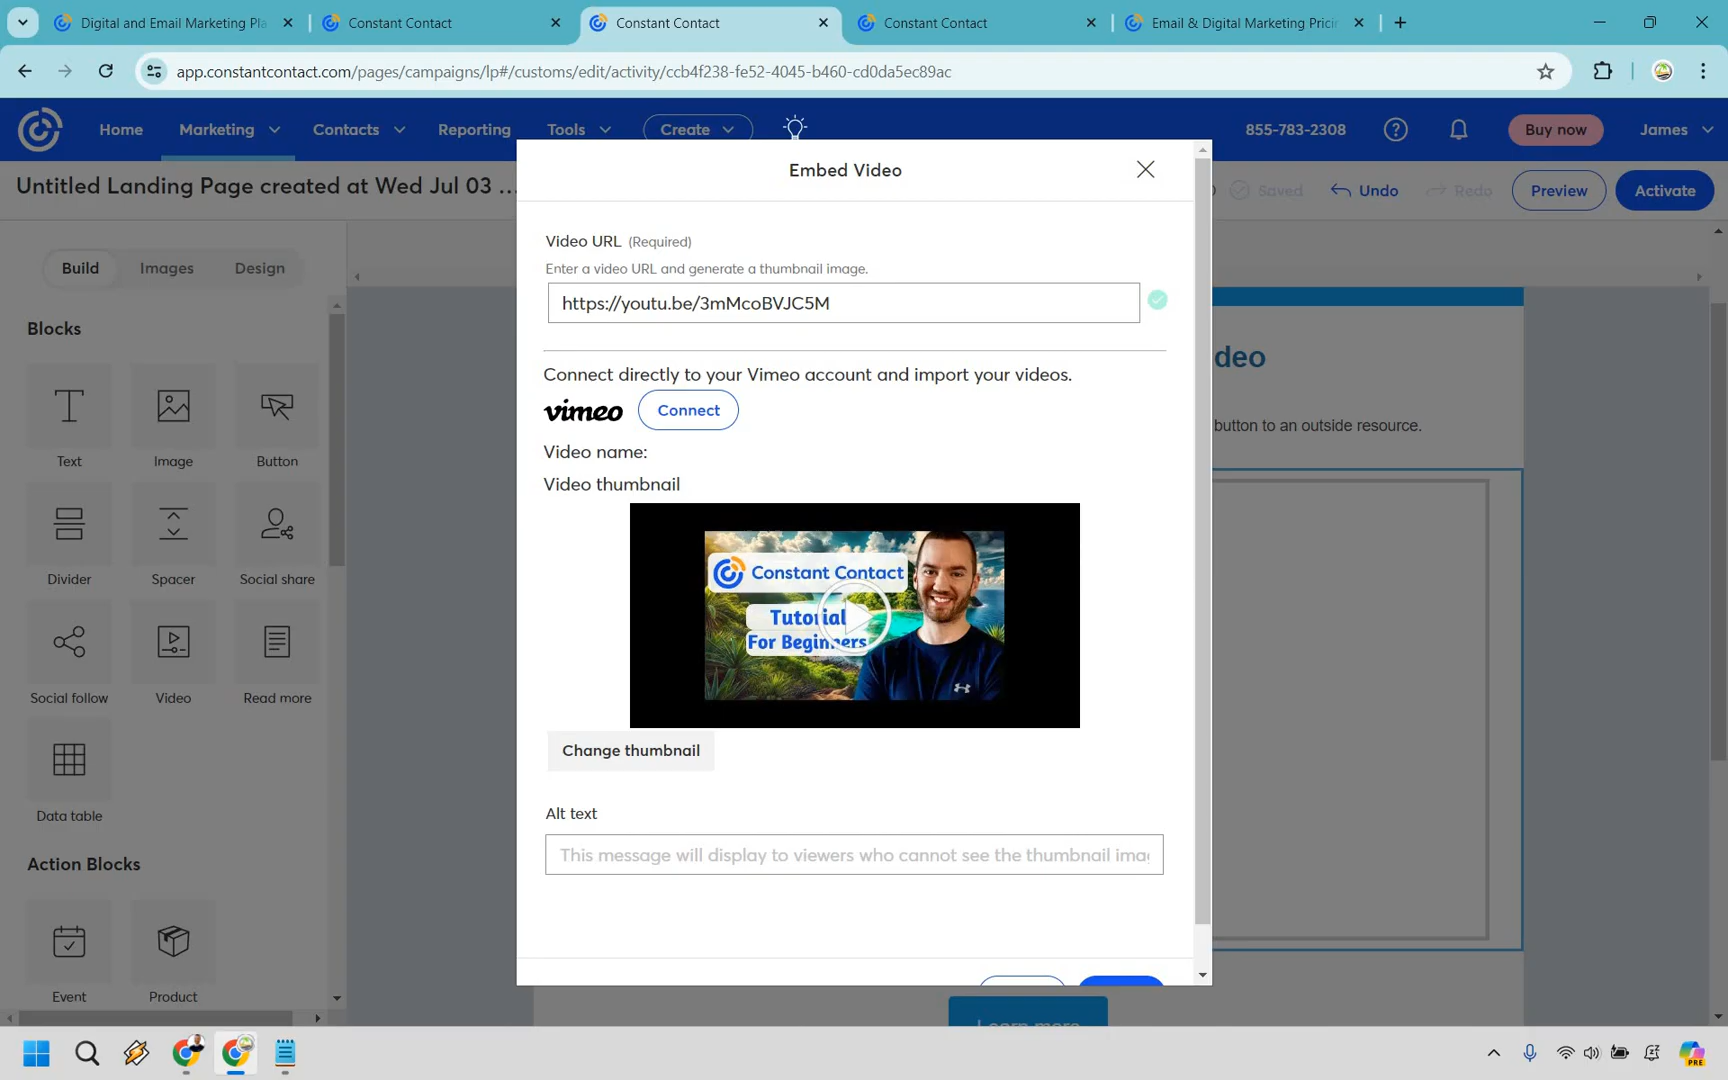 Digital and Email Marketing Pla
Constant Contact
Constant Contact
Constant Contact
Email & Digital Marketing Prici
app.constantcontact.com/pages/campaigns/lp#/customs/edit/activity/ccb4f238-fe52-4045-b460-cd0da5ec89ac
Home
Marketing
Contacts
Reporting
Tools
Create
855-783-2308
Buy now
James
Untitled Landing Page created at Wed Jul 03 ...
Saved
Undo
Redo
Preview
Activate
Build
Images
Design
Blocks
Text
Image
Button
Divider
Spacer
Social share
Social follow
Video
Read more
Data table
Action Blocks
Event
Product
Embed Video
Video URL (Required)
Enter a video URL and generate a thumbnail image.
https://youtu.be/3mMcoBVJC5M
Connect directly to your Vimeo account and import your videos.
vimeo
Connect
Video name:
Video thumbnail
Constant Contact
Tutorial
For Beginners
Change thumbnail
Alt text
This message will display to viewers who cannot see the thumbnail imag
deo
button to an outside resource.
Learn more
PRE